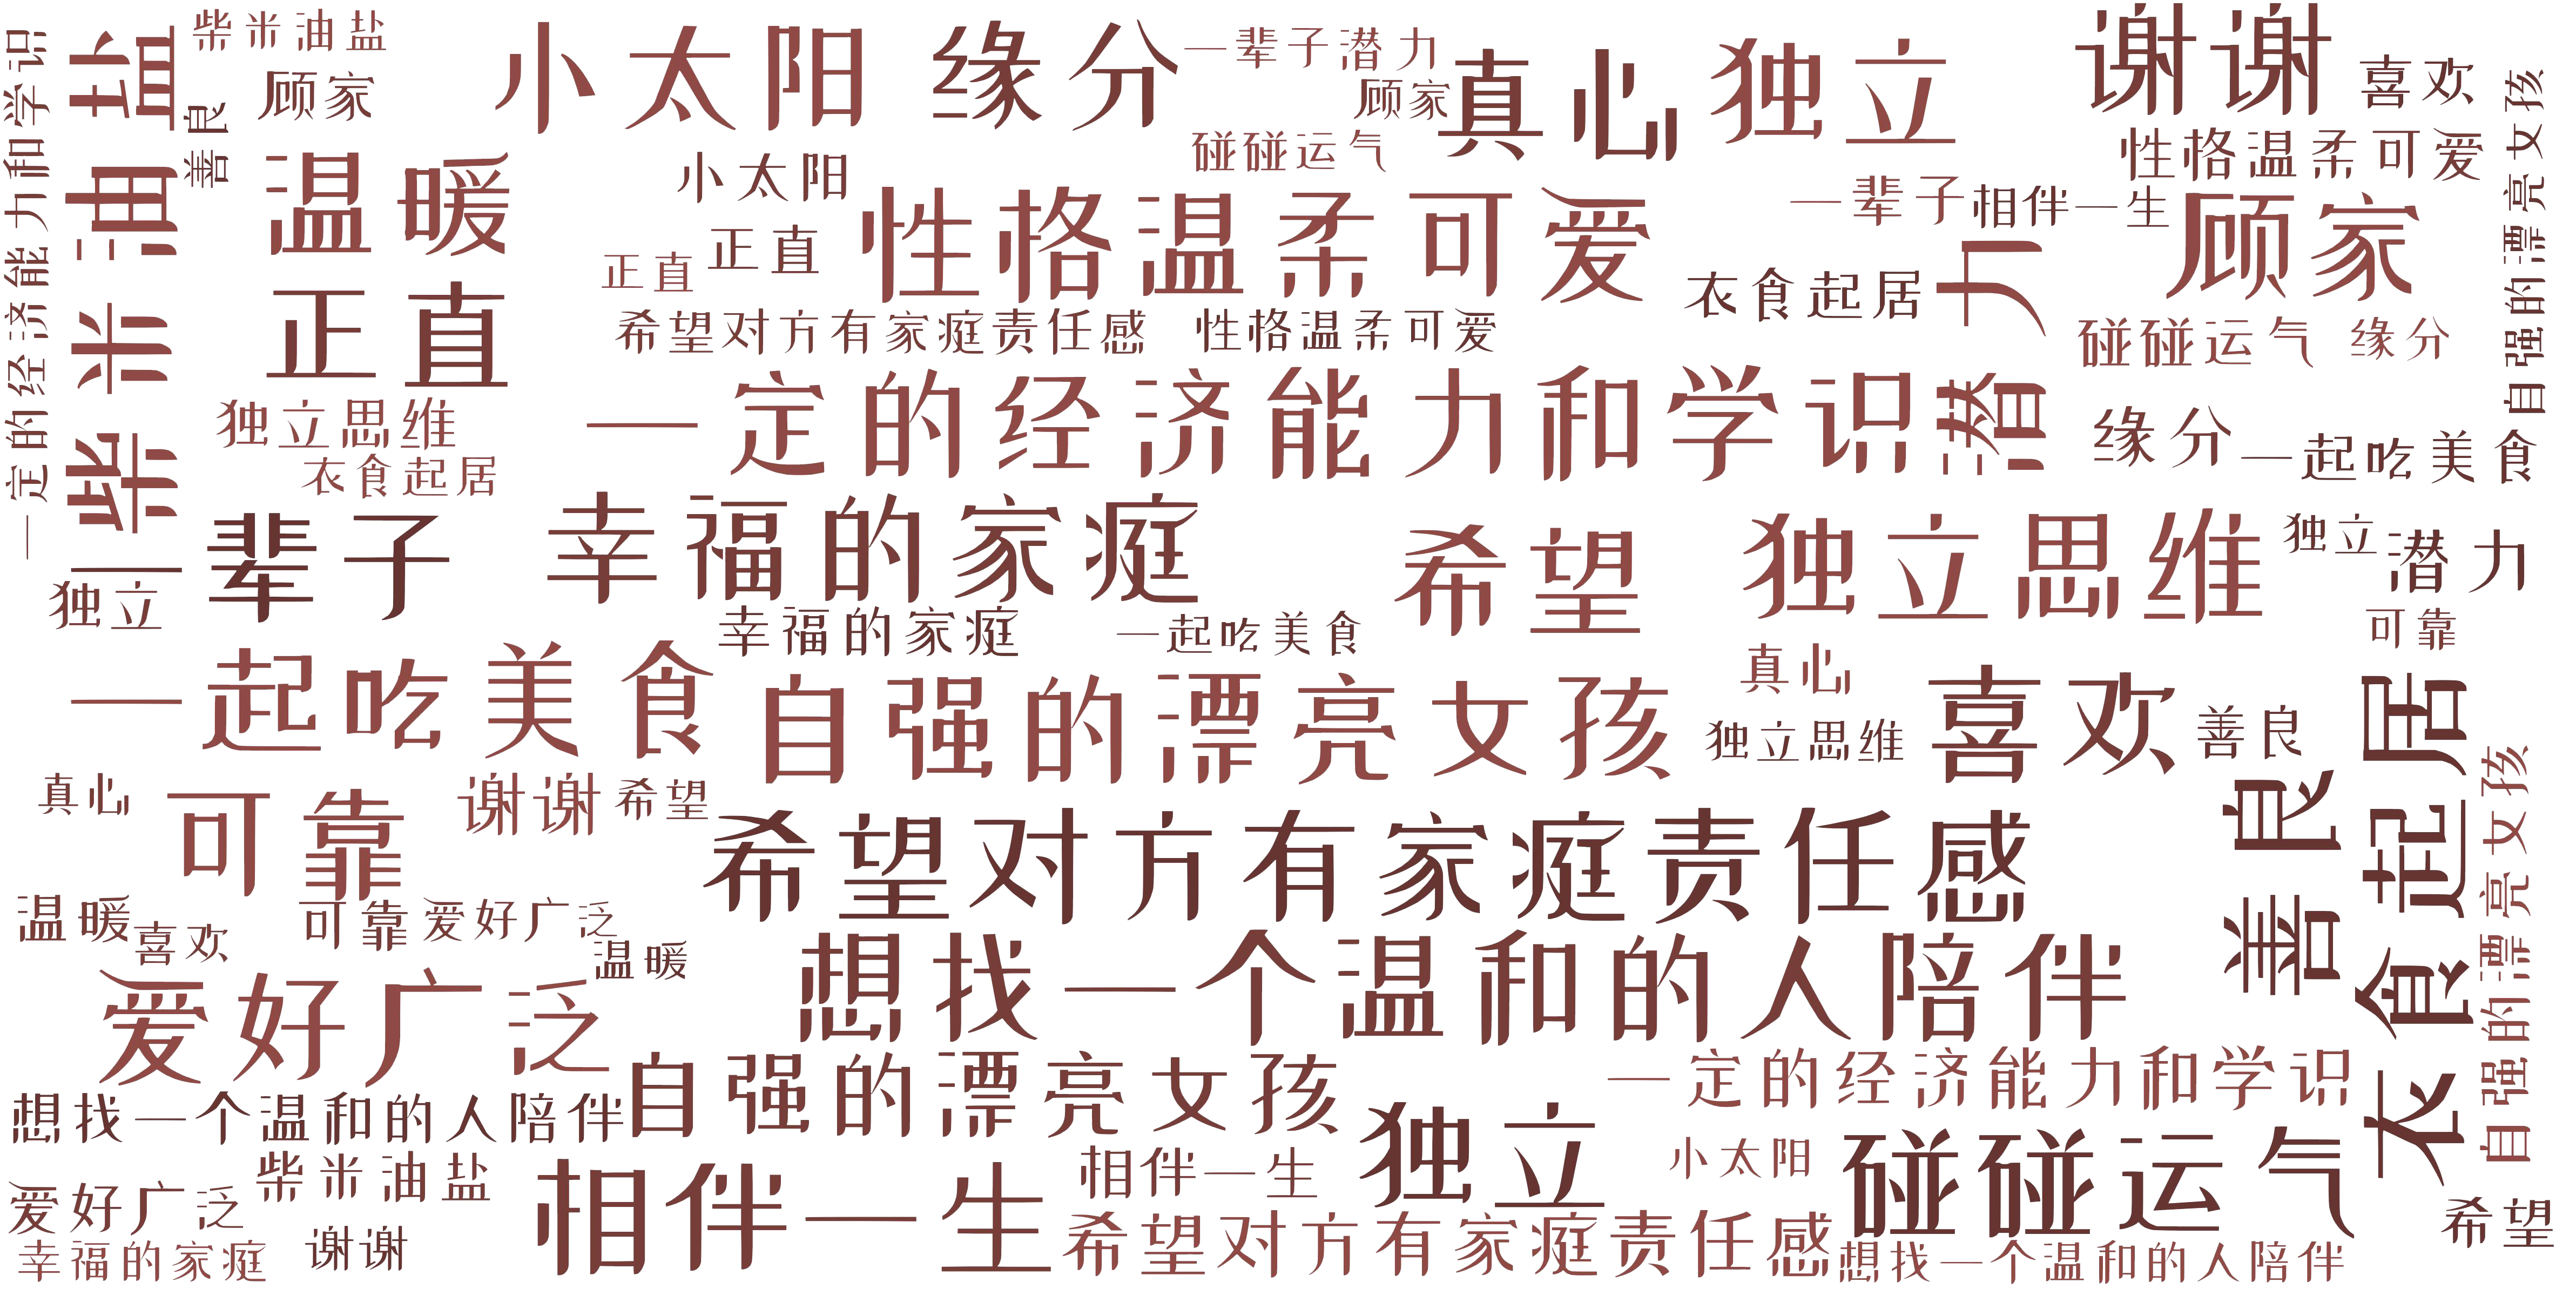 柴米油盐
小太阳
缘分
一辈子潜力
真心
独立
谢谢
喜欢
顾家
顾家
一定的经济能力和学识
柴米油盐
善良
温暖
小太阳
碰碰运气
性格温柔可爱
自强的漂亮女孩
性格温柔可爱
一辈子
相伴一生
顾家
正直
正直
衣食起居
潜力
正直
希望对方有家庭责任感
性格温柔可爱
碰碰运气
缘分
独立思维
一定的经济能力和学识
缘分
一起吃美食
衣食起居
一辈子
幸福的家庭
希望
独立思维
独立
潜力
独立
幸福的家庭
一起吃美食
可靠
一起吃美食
自强的漂亮女孩
真心
喜欢
善良
独立思维
衣食起居
真心
可靠
谢谢
希望
希望对方有家庭责任感
善良
自强的漂亮女孩
温暖
喜欢
可靠
爱好广泛
温暖
想找一个温和的人陪伴
爱好广泛
自强的漂亮女孩
一定的经济能力和学识
想找一个温和的人陪伴
独立
小太阳
碰碰运气
柴米油盐
相伴一生
相伴一生
爱好广泛
希望对方有家庭责任感
希望
幸福的家庭
谢谢
想找一个温和的人陪伴